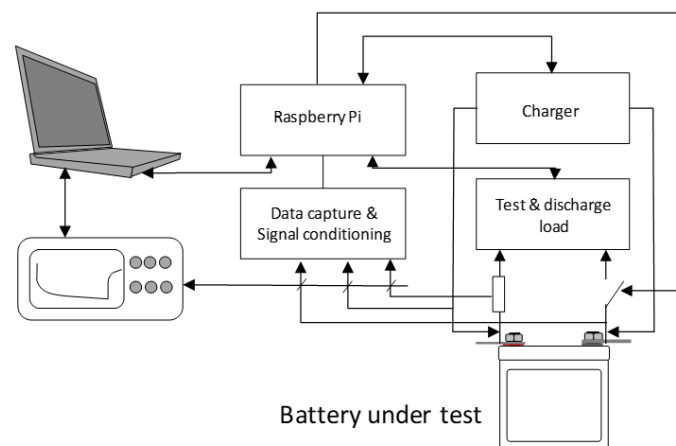 Raspberry Pi
Charger
Data capture &
Signal conditioning
Test & discharge
load
Battery under test